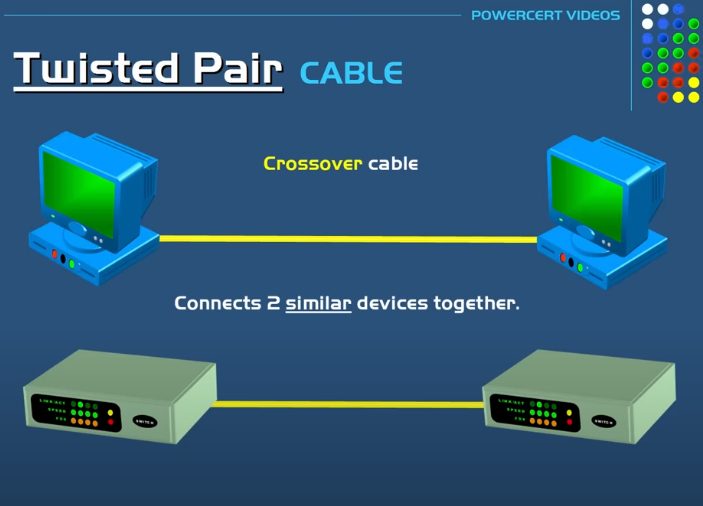 POWERCERT VIDEOS
Twisted Pair CABLE
Crossover cable
Connects 2 similar devices together.
LINK/ACT
SPEED
FDX
SWITCH
LINK/ACT
SPEED
FDX
SWITCH